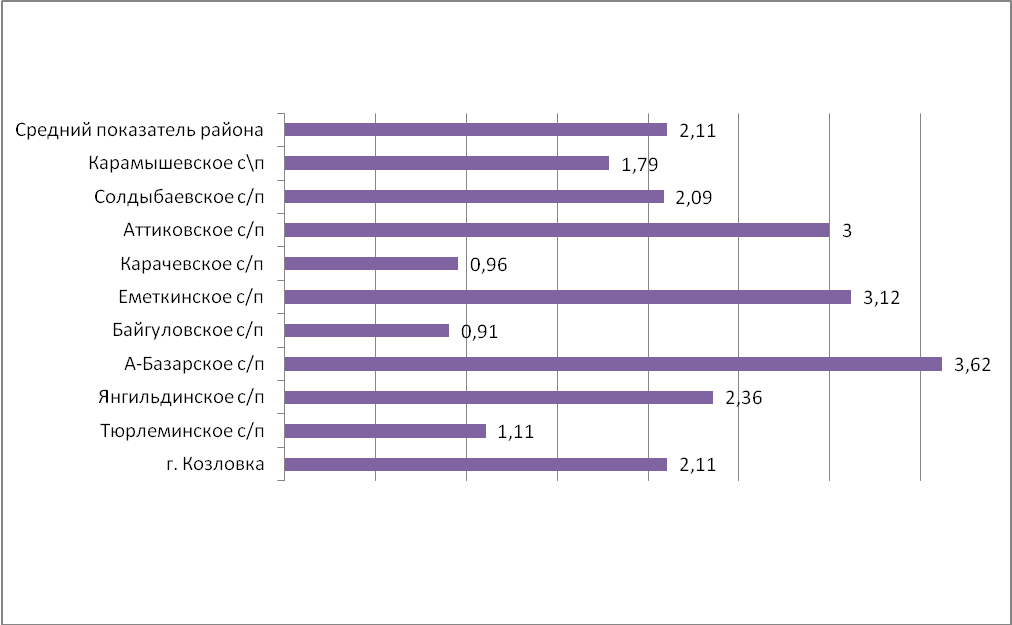 Средний показатель района 2,11
Карамышевское с\п 1,79
Солдыбаевское с/п 2,09
Аттиковское с/п 3
Карачевское с/п 0,96
Еметкинское с/п 3,12
Байгуловское с/п 0,91
А-Базарское с/п 3,62
Янгильдинское с/п 2,36
Тюрлеминское с/п 1,11
г. Козловка 2,11